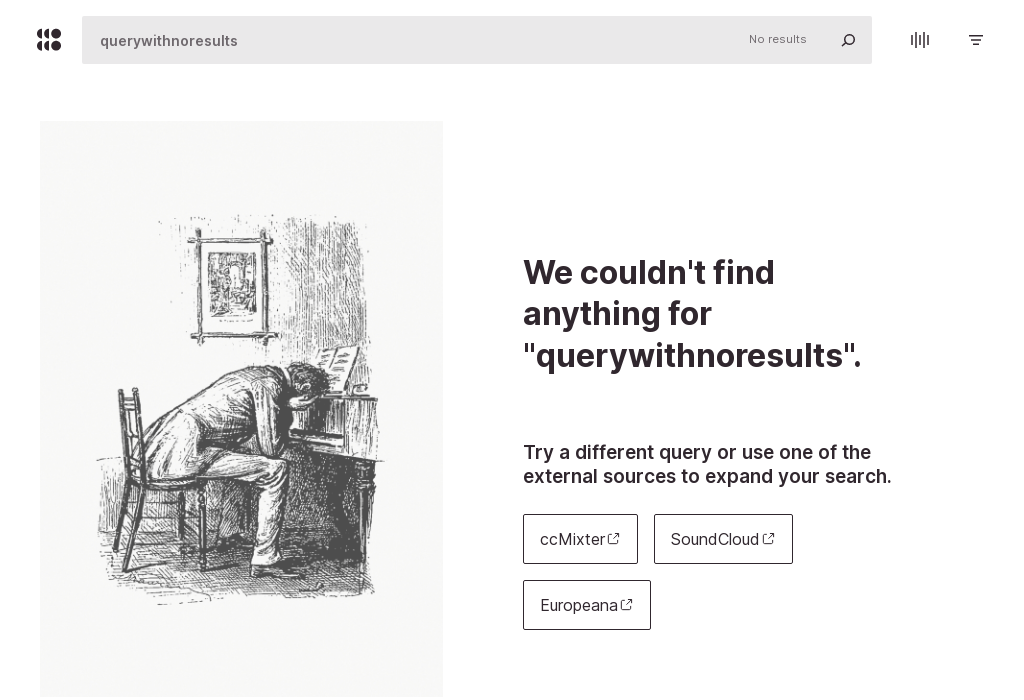 querywithnoresults
No results
We couldn't find
anything for
"querywithnoresults".
Try a different query or use one of the
external sources to expand your search.
ccMixter
SoundCloud
Europeana